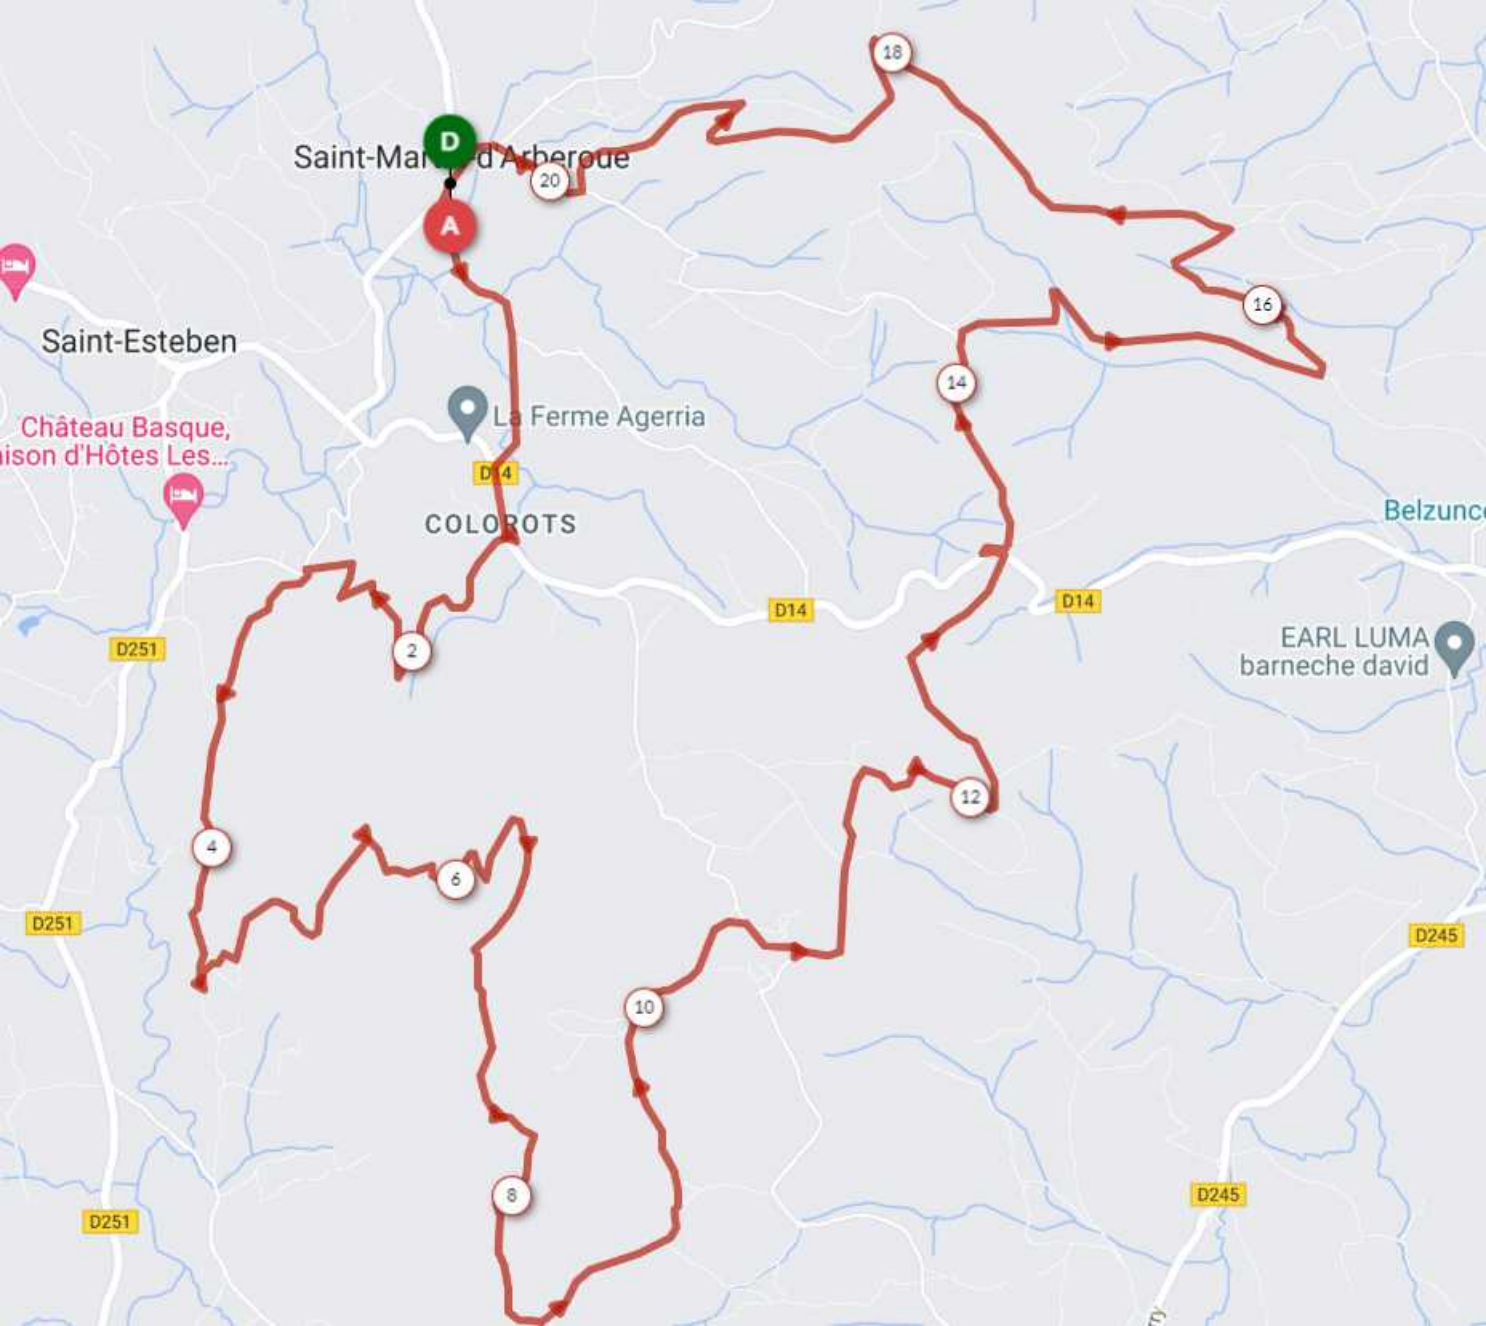 18
D
Saint-Mar d'Arberoue
20
A
16
Saint-Esteben
14
La Ferme Agerria
Château Basque,
aison d'Hôtes Les...
D14
Belzunce
COLOROTS
D14
D14
EARL LUMA
barneche david
D251
2
12
4
6
D251
D245
10
8
D245
D251